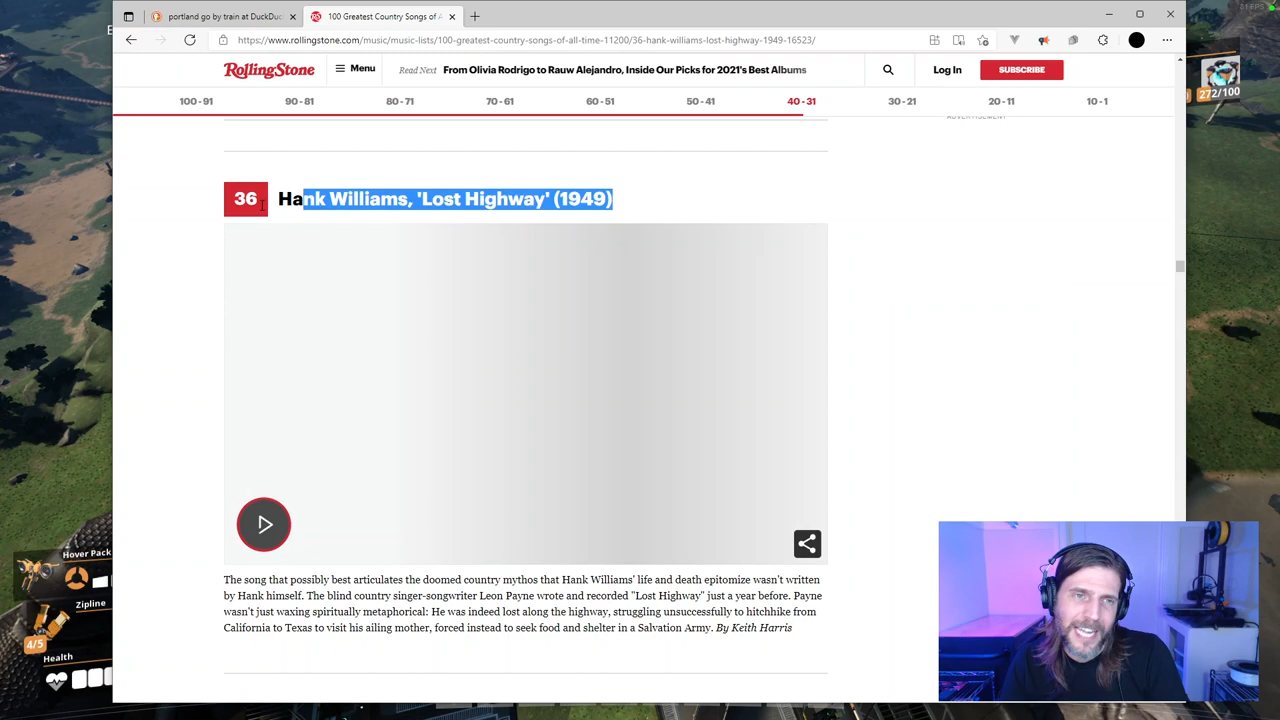 portland go by train at DuckDuc
100 Greatest Country Songs of A
https://www.rollingstone.com/music/music-lists/100-greatest-country-songs-of-all-time-11200/36-hank-williams-lost-highway-1949-16523/
RollingStone
Menu
Read Next From Olivia Rodrigo to Rauw Alejandro, Inside Our Picks for 2021's Best Albums
Log In
SUBSCRIBE
272/100
100 - 91 90 - 81 80 - 71 70 - 61 60 - 51 50 - 41 40 - 31 30 - 21 20 - 11 10 - 1
ADVERTISEMENT
36 Hank Williams, 'Lost Highway' (1949)
The song that possibly best articulates the doomed country mythos that Hank Williams' life and death epitomize wasn't written
by Hank himself. The blind country singer-songwriter Leon Payne wrote and recorded "Lost Highway" just a year before. Payne
wasn't just waxing spiritually metaphorical: He was indeed lost along the highway, struggling unsuccessfully to hitchhike from
California to Texas to visit his ailing mother, forced instead to seek food and shelter in a Salvation Army. By Keith Harris
Hover Pack
Zipline
4/5
Health